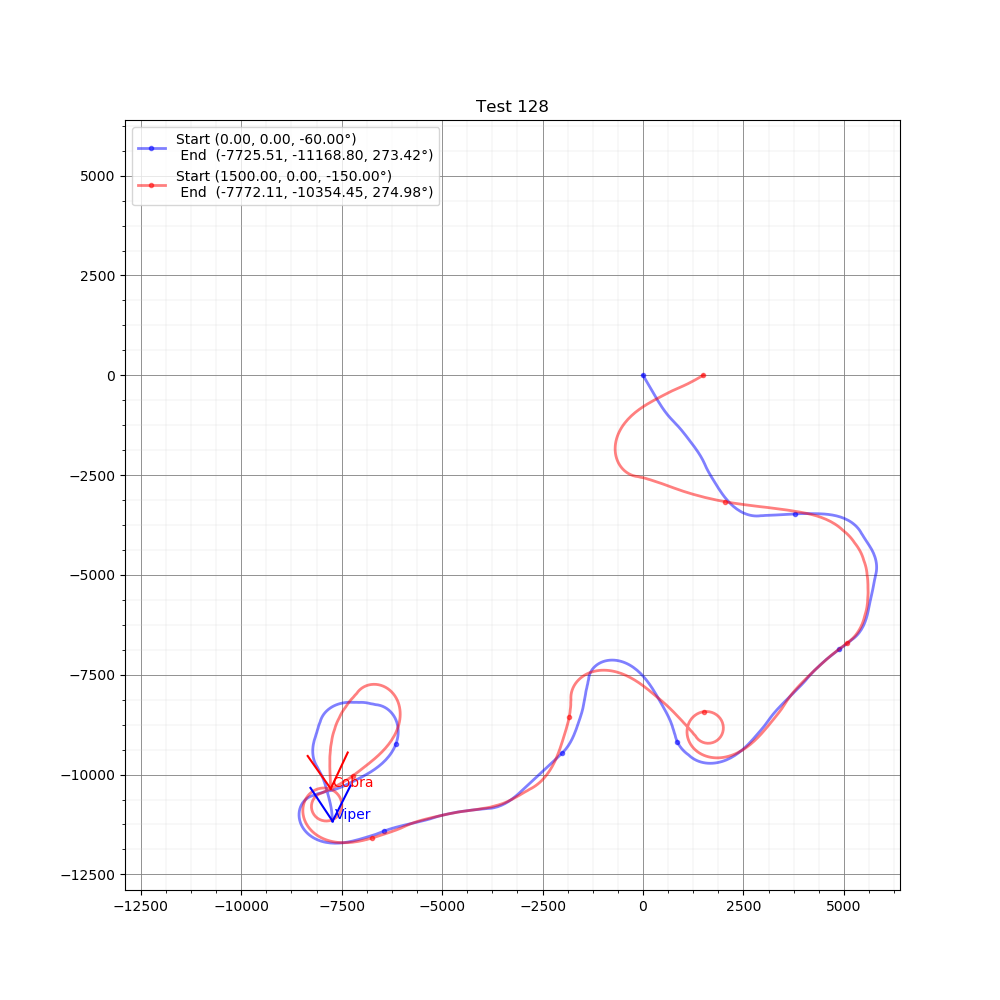 Test 128
Start (0.00, 0.00, -60.00°)
End  (-7725.51, -11168.80, 273.42°)
Start (1500.00, 0.00, -150.00°)
End  (-7772.11, -10354.45, 274.98°)
5000
2500
0
−2500
−5000
−7500
−10000
−12500
Cobra
Viper
−12500 −10000 −7500 −5000 −2500 0 2500 5000